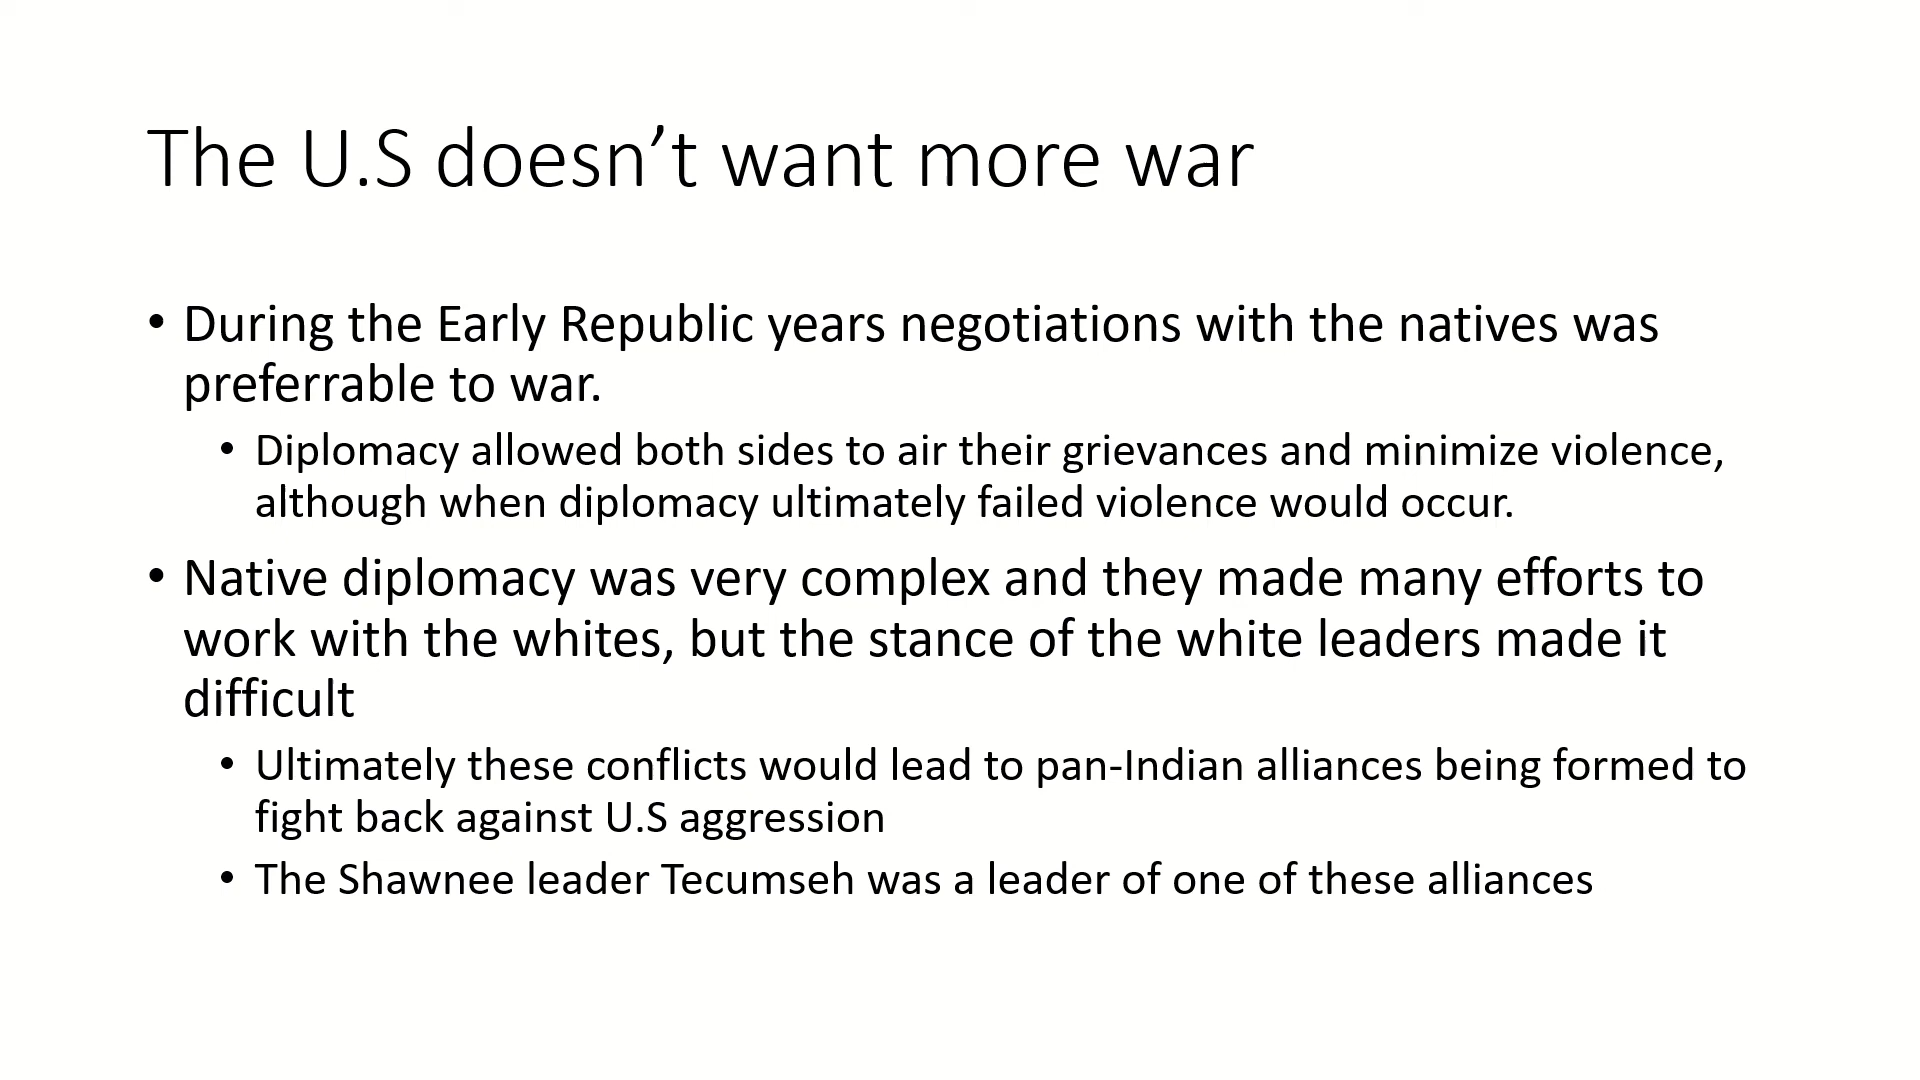 The U.S doesn’t want more war
• During the Early Republic years negotiations with the natives was
preferrable to war.
• Diplomacy allowed both sides to air their grievances and minimize violence,
although when diplomacy ultimately failed violence would occur.
• Native diplomacy was very complex and they made many efforts to
work with the whites, but the stance of the white leaders made it
difficult
• Ultimately these conflicts would lead to pan-Indian alliances being formed to
fight back against U.S aggression
• The Shawnee leader Tecumseh was a leader of one of these alliances